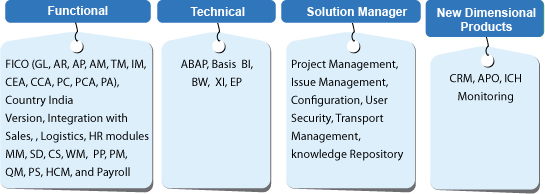 Functional
FICO (GL, AR, AP, AM, TM, IM,
CEA, CCA, PC, PCA, PA),
Country India
Version, Integration with
Sales, , Logistics, HR modules
MM, SD, CS, WM, PP, PM,
QM, PS, HCM, and Payroll
Technical
ABAP, Basis BI,
BW, XI, EP
Solution Manager
Project Management,
Issue Management,
Configuration, User
Security, Transport
Management,
knowledge Repository
New Dimensional
Products
CRM, APO, ICH
Monitoring